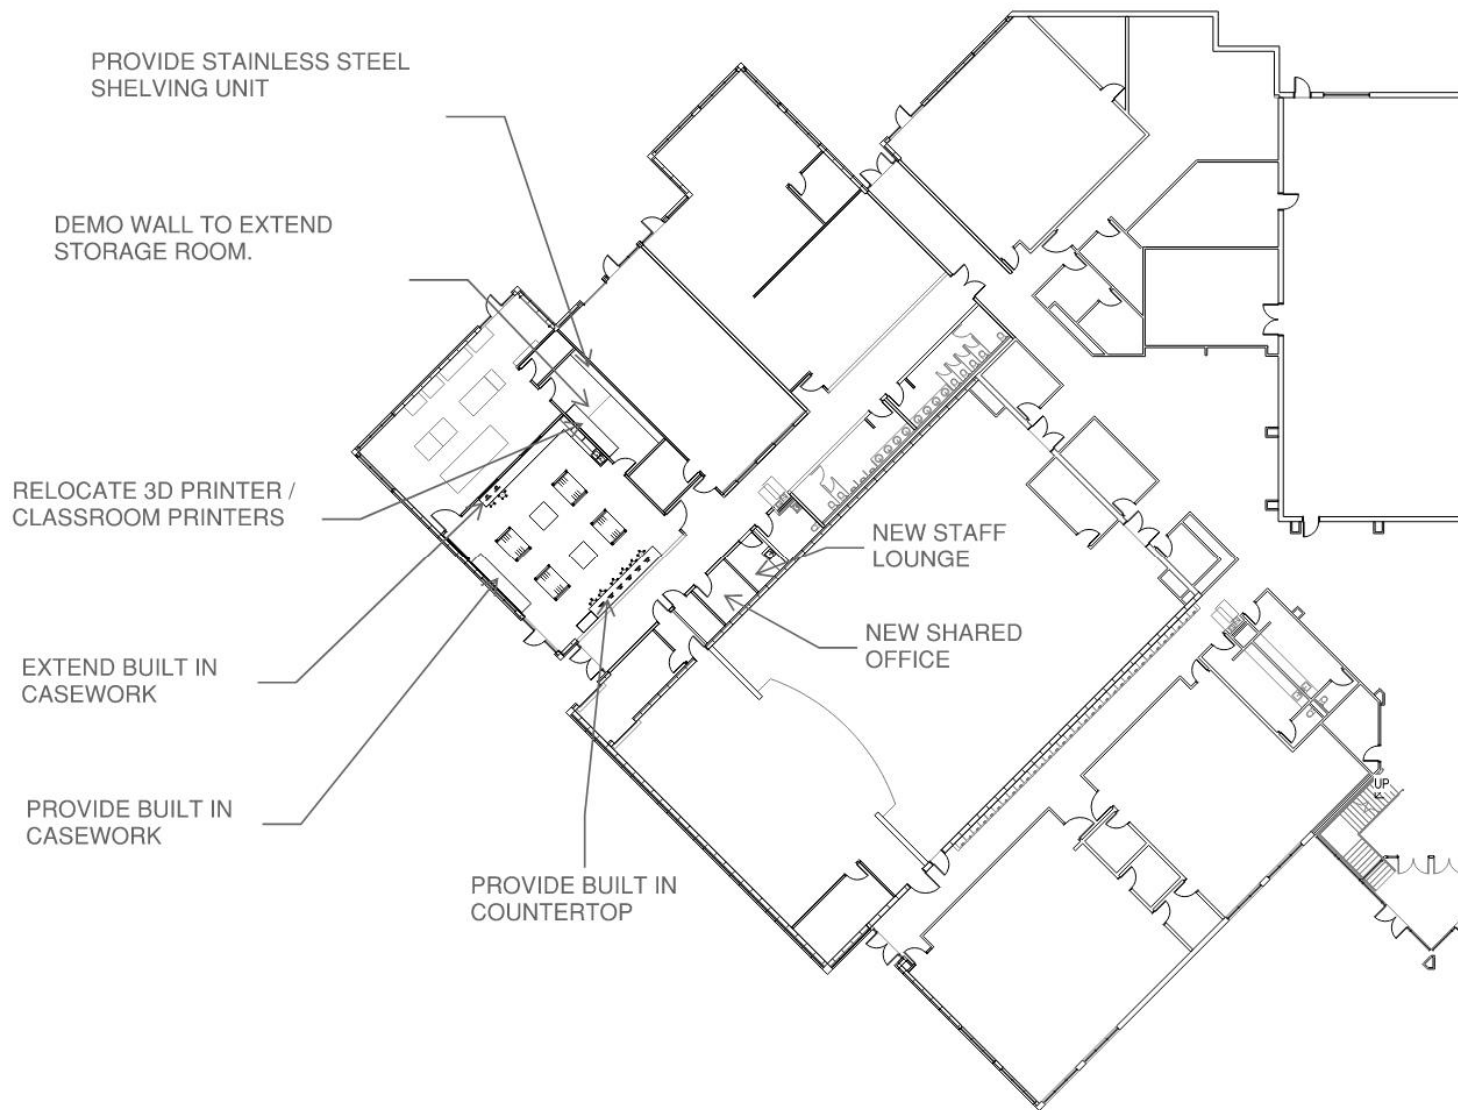 PROVIDE STAINLESS STEEL
SHELVING UNIT
DEMO WALL TO EXTEND
STORAGE ROOM.
RELOCATE 3D PRINTER /
CLASSROOM PRINTERS
NEW STAFF
LOUNGE
NEW SHARED
OFFICE
EXTEND BUILT IN
CASEWORK
UP
PROVIDE BUILT IN
CASEWORK
PROVIDE BUILT IN
COUNTERTOP